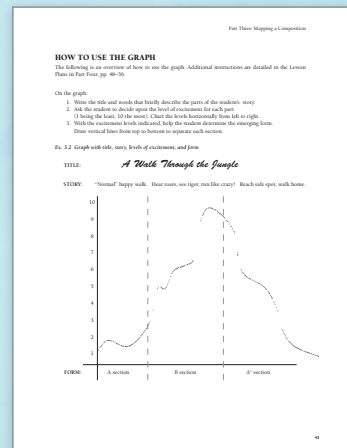 Part Three: Mapping a Composition
HOW TO USE THE GRAPH
The following is an overview of how to use the graph. Additional instructions are detailed in the Lesson
Plans in Part Four, pp. 48–56.
On the graph:
1. Write the title and words that briefly describe the parts of the student's story.
2. Ask the student to decide upon the level of excitement for each part
(1 being the least, 10 the most). Chart the levels horizontally from left to right.
3. With the excitement levels indicated, help the student determine the emerging form.
Draw vertical lines from top to bottom to separate each section.
Ex. 3.2 Graph with title, story, levels of excitement, and form
TITLE: A Walk Through the Jungle
STORY: "Normal" happy walk. Hear roars, see tiger, run like crazy! Reach safe spot, walk home.
10
9
8
7
6
5
4
3
2
1
FORM: A section B section A' section